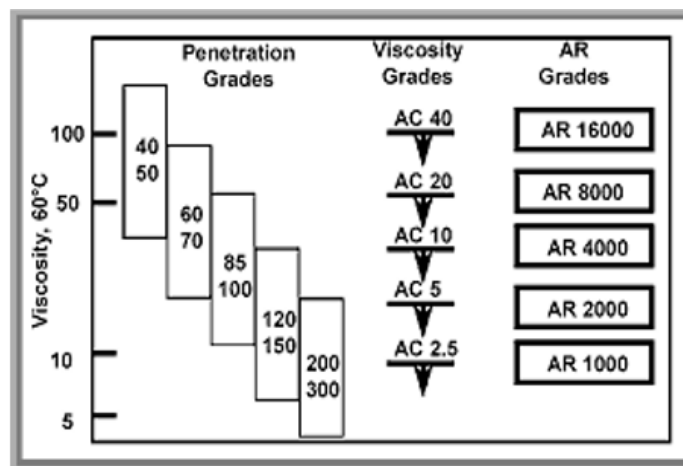 Penetration
Grades
Viscosity
Grades
AR
Grades
Viscosity, 60°C
100
50
10
5
40
50
60
70
85
100
120
150
200
300
AC 40
AC 20
AC 10
AC 5
AC 2.5
AR 16000
AR 8000
AR 4000
AR 2000
AR 1000